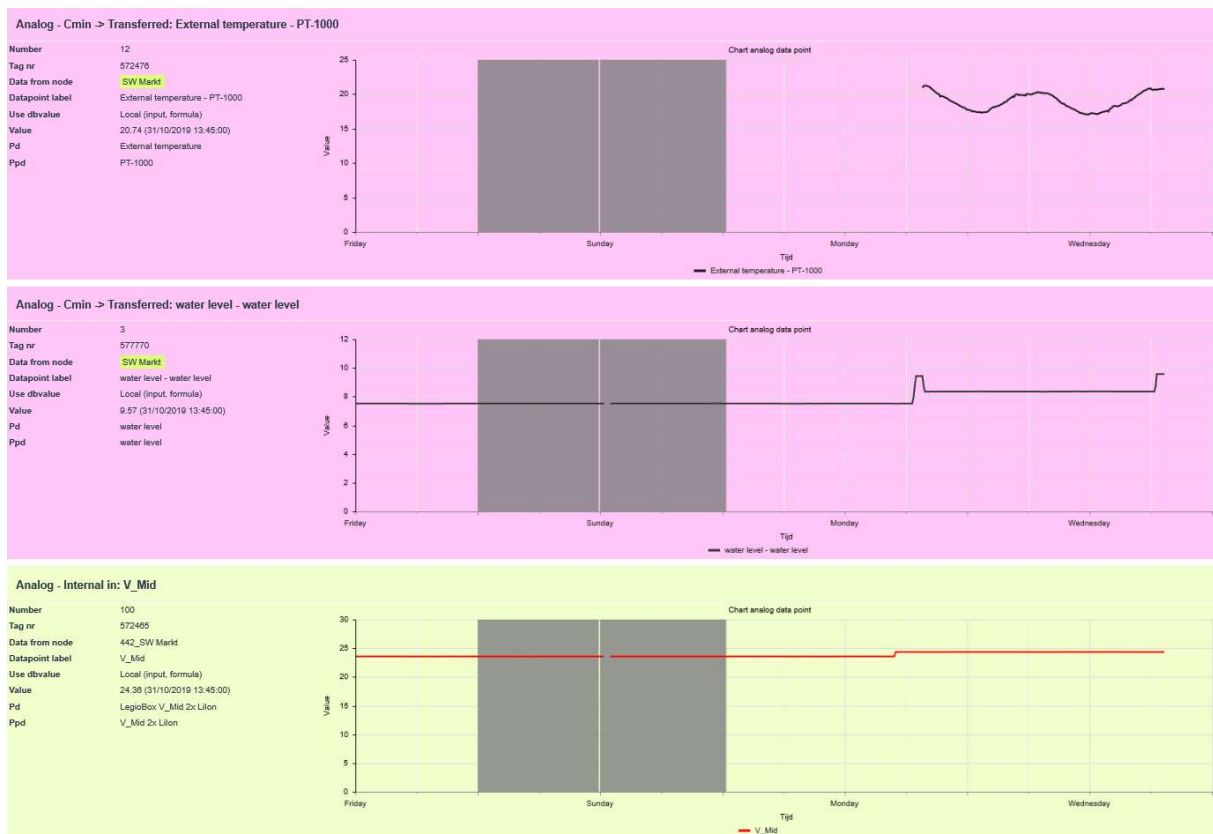 Analog - Cmin -> Transferred: External temperature - PT-1000
Number 12
Tag nr 572476
Data from node SW Markt
Datapoint label External temperature - PT-1000
Use dbvalue Local (input, formula)
Value 20.74 (31/10/2019 13:45:00)
Pd External temperature
Ppd PT-1000
Chart analog data point
25
20
15
10
5
0
Value
Friday Sunday Monday Wednesday
Tijd
External temperature - PT-1000
Analog - Cmin -> Transferred: water level - water level
Number 3
Tag nr 577770
Data from node SW Markt
Datapoint label water level - water level
Use dbvalue Local (input, formula)
Value 9.57 (31/10/2019 13:45:00)
Pd water level
Ppd water level
Chart analog data point
12
10
8
6
4
2
0
Value
Friday Sunday Monday Wednesday
Tijd
water level - water level
Analog - Internal in: V_Mid
Number 100
Tag nr 572465
Data from node 442_SW Markt
Datapoint label V_Mid
Use dbvalue Local (input, formula)
Value 24.36 (31/10/2019 13:45:00)
Pd LegioBox V_Mid 2x LiIon
Ppd V_Mid 2x LiIon
Chart analog data point
30
25
20
15
10
5
0
Value
Friday Sunday Monday Wednesday
Tijd
V_Mid